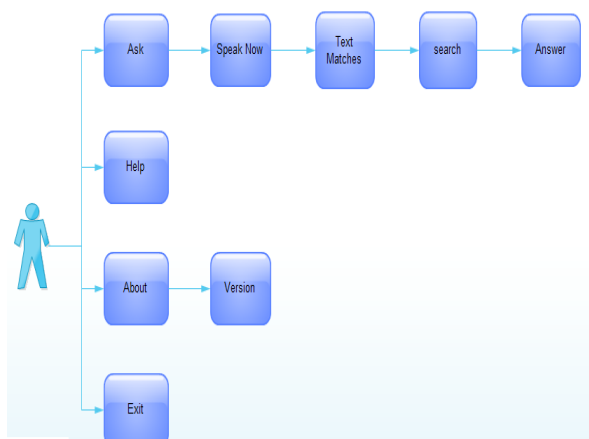 Ask
Speak Now
Text
Matches
search
Answer
Help
About
Version
Exit